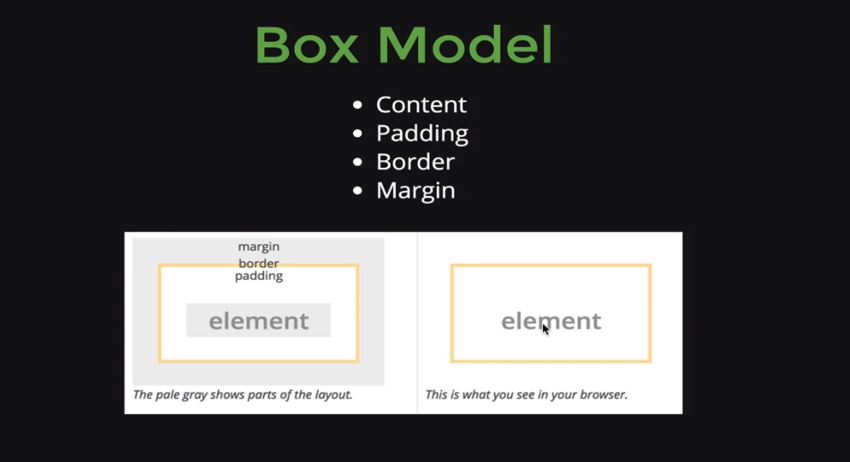 Box Model
• Content
• Padding
• Border
• Margin
margin
border
padding
element
The pale gray shows parts of the layout.
element
This is what you see in your browser.